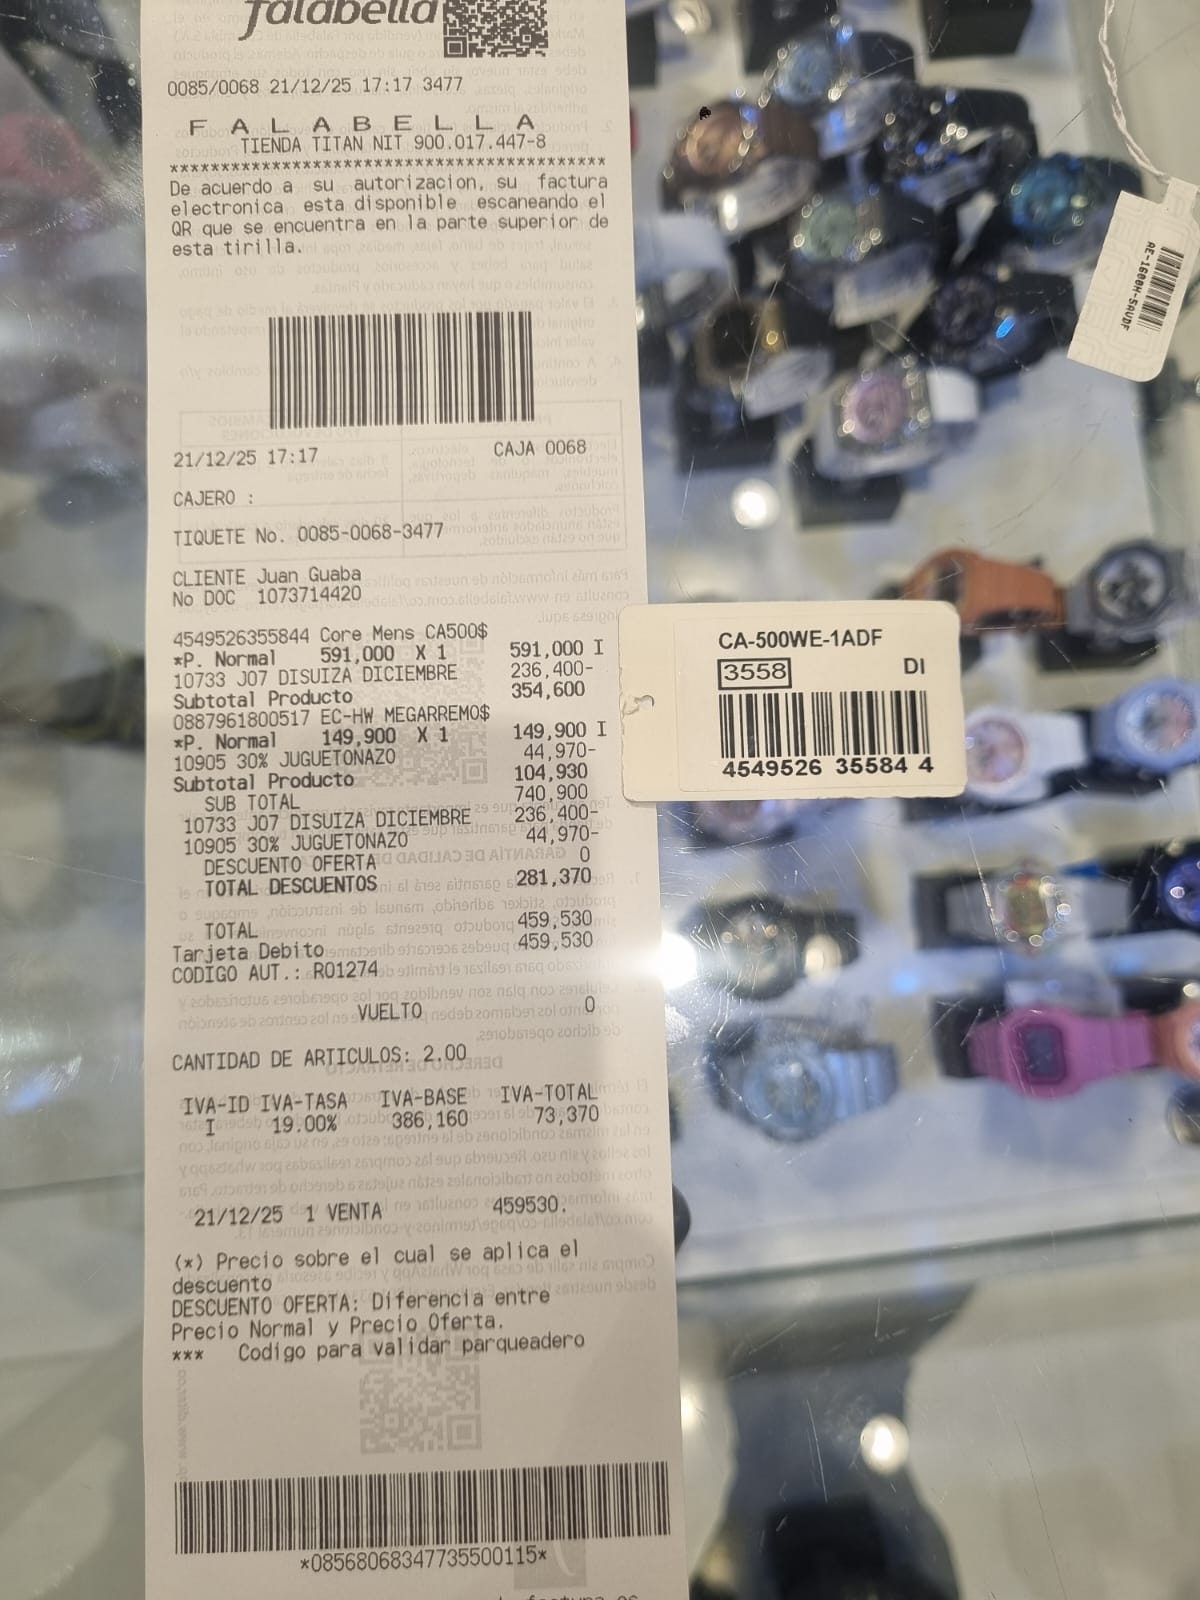 falabella
0085/0068 21/12/25 17:17 3477
F A L A B E L L A
TIENDA TITAN NIT 900.017.447-8
******************************************
De acuerdo a su autorizacion, su factura
electronica esta disponible escaneando el
QR que se encuentra en la parte superior de
esta tirilla.
21/12/25 17:17 CAJA 0068
CAJERO :
TIQUETE No. 0085-0068-3477
CLIENTE Juan Guaba
No DOC 1073714420
4549526355844 Core Mens CA500$
*P. Normal 591,000 X 1 591,000 I
10733 J07 DISUIZA DICIEMBRE 236,400-
Subtotal Producto 354,600
0887961800517 EC-HW MEGARREMO$
*P. Normal 149,900 X 1 149,900 I
10905 30% JUGUETONAZO 44,970-
Subtotal Producto 104,930
SUB TOTAL 740,900
10733 J07 DISUIZA DICIEMBRE 236,400-
10905 30% JUGUETONAZO 44,970-
DESCUENTO OFERTA 0
TOTAL DESCUENTOS 281,370
TOTAL 459,530
Tarjeta Debito 459,530
CODIGO AUT.: R01274
VUELTO 0
CANTIDAD DE ARTICULOS: 2.00
IVA-ID IVA-TASA IVA-BASE IVA-TOTAL
I 19.00% 386,160 73,370
21/12/25 1 VENTA 459530.
(*) Precio sobre el cual se aplica el
descuento
DESCUENTO OFERTA: Diferencia entre
Precio Normal y Precio Oferta.
*** Codigo para validar parqueadero
*08568068347735500115*
CA-500WE-1ADF
3558 DI
4549526 35584 4
AE-1600H-5AVDF